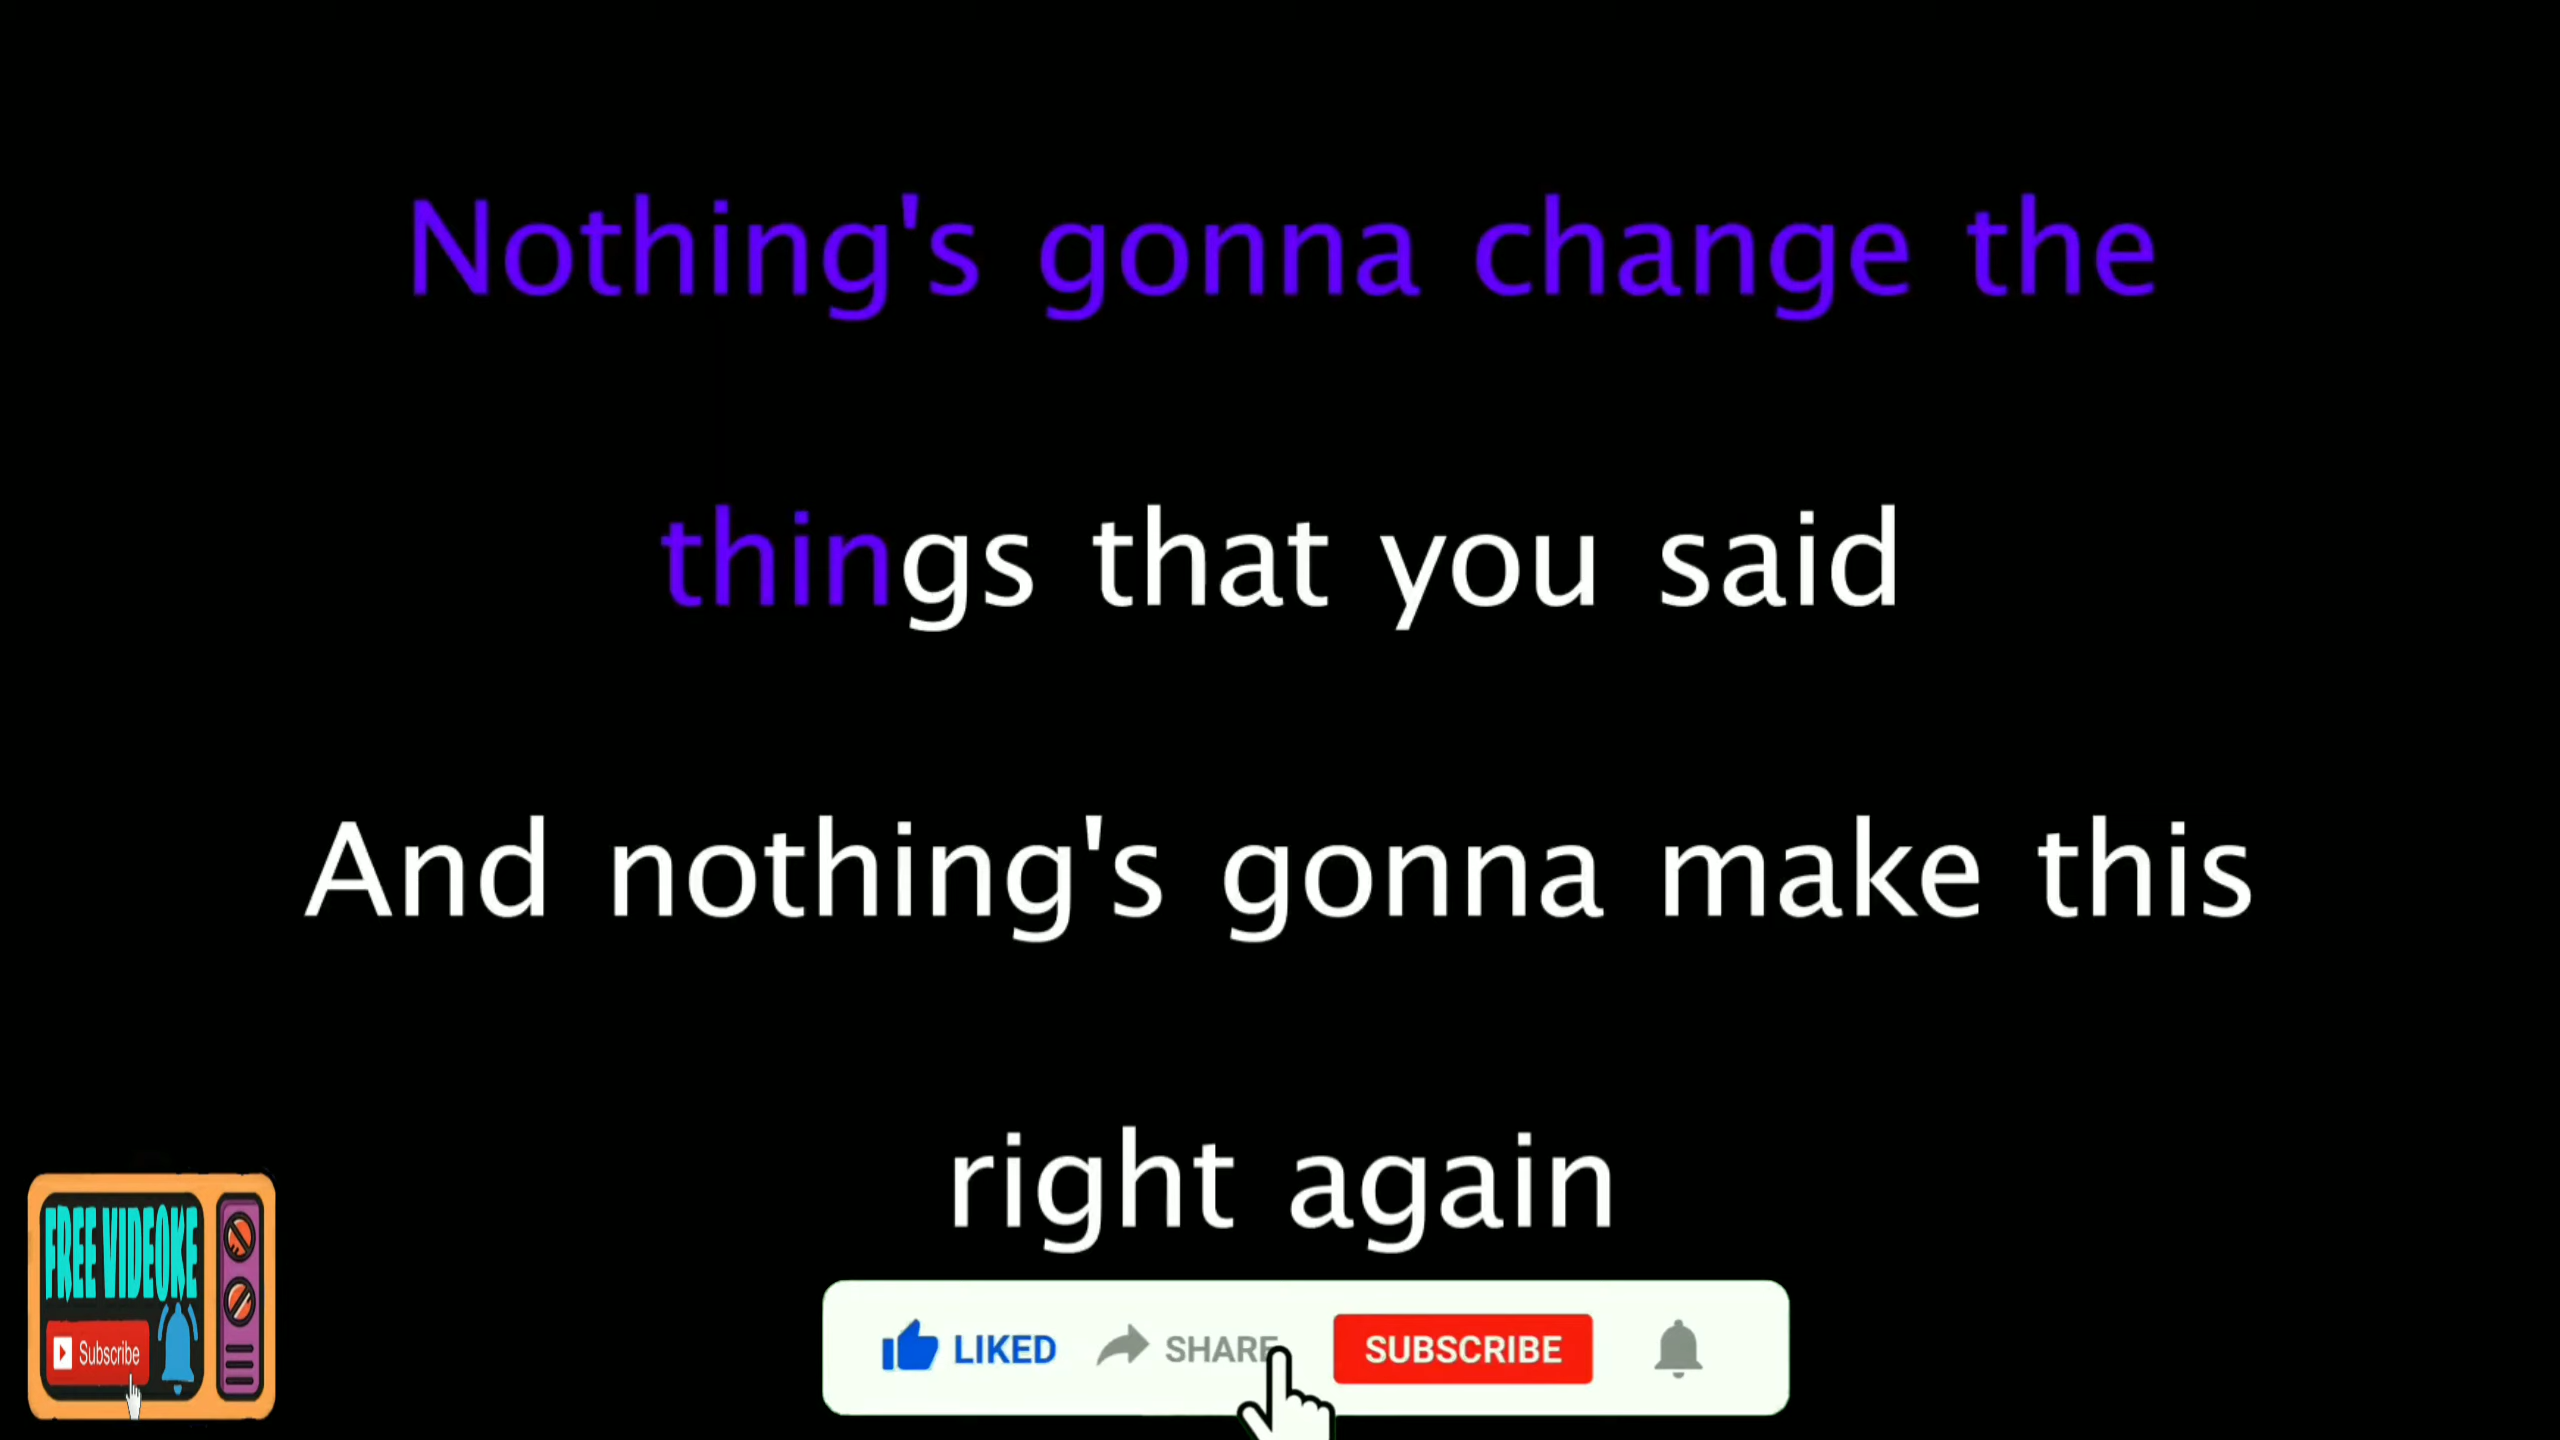 Nothing's gonna change the
things that you said
And nothing's gonna make this
right again
FREE VIDEOKE
Subscribe
LIKED SHARE SUBSCRIBE